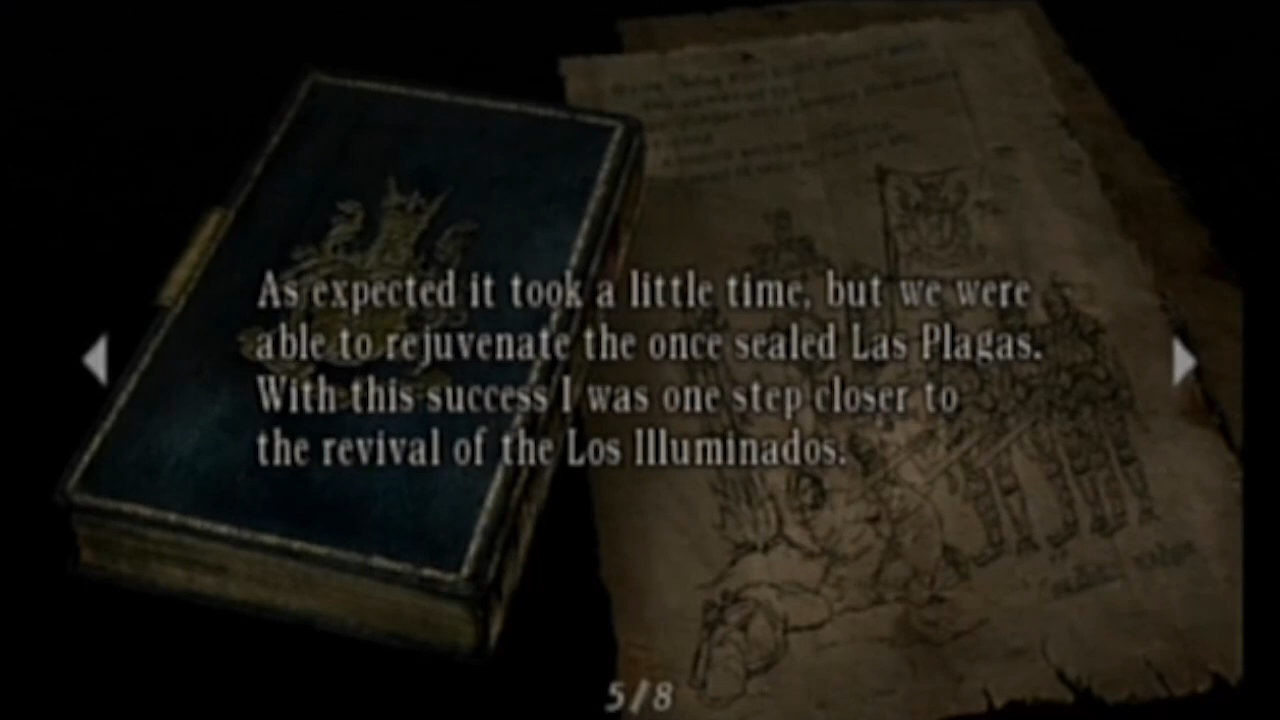 As expected it took a little time, but we were
able to rejuvenate the once sealed Las Plagas.
With this success I was one step closer to
the revival of the Los Illuminados.
5/8